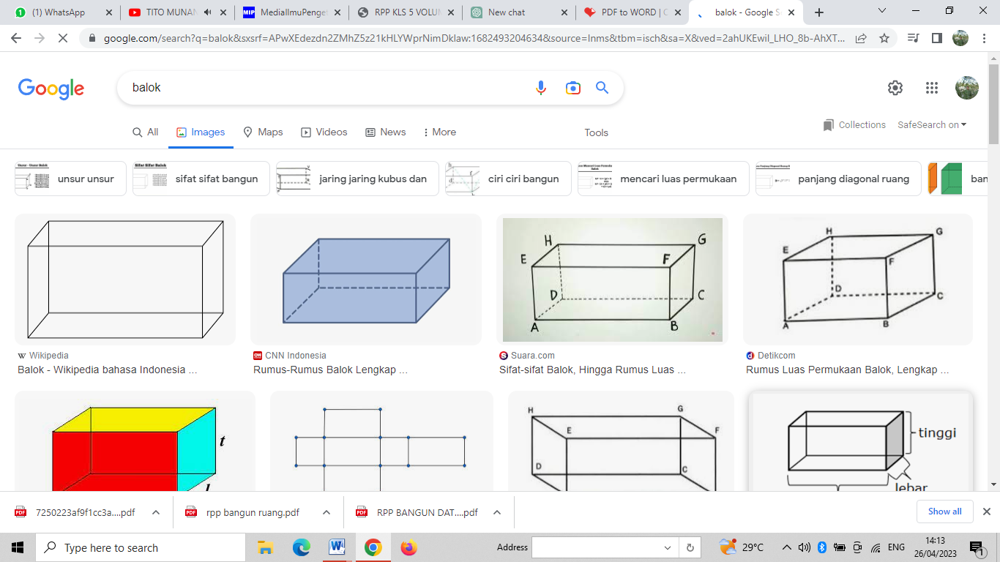 (1) WhatsApp
TITO MUNAN
MediaIlmuPenge
RPP KLS 5 VOLUM
New chat
PDF to WORD | C
balok - Google S
google.com/search?q=balok&sxsrf=APwXEdezdn2ZMhZ5z21kHLYWprNimDklaw:1682493204634&source=lnms&tbm=isch&sa=X&ved=2ahUKEwil_LHO_8b-AhXT...
Google
balok
All
Images
Maps
Videos
News
More
Tools
Collections
SafeSearch on
unsur unsur
sifat sifat bangun
jaring jaring kubus dan
ciri ciri bangun
mencari luas permukaan
panjang diagonal ruang
ban
H G
E F
D C
A B
H G
E F
D C
A B
Wikipedia
Balok - Wikipedia bahasa Indonesia ...
CNN Indonesia
Rumus-Rumus Balok Lengkap ...
Suara.com
Sifat-sifat Balok, Hingga Rumus Luas ...
Detikcom
Rumus Luas Permukaan Balok, Lengkap ...
t
l
H G
E F
D C
tinggi
lebar
7250223af9f1cc3a....pdf
rpp bangun ruang.pdf
RPP BANGUN DAT....pdf
Show all
Type here to search
Address
29°C
ENG
14:13
26/04/2023
1